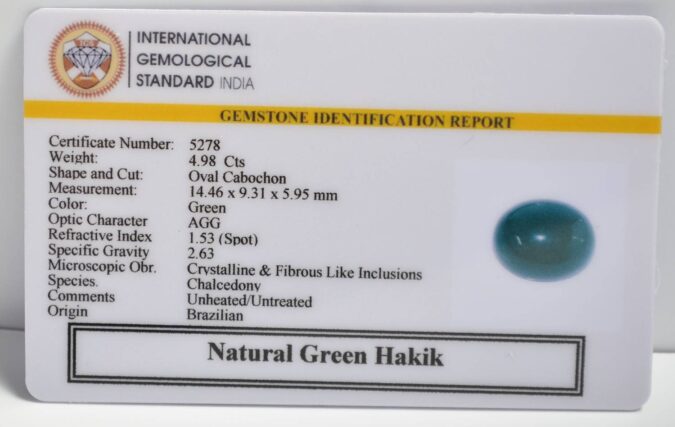 INTERNATIONAL
GEMOLOGICAL
STANDARD INDIA
GEMSTONE IDENTIFICATION REPORT
Certificate Number: 5278
Weight: 4.98 Cts
Shape and Cut: Oval Cabochon
Measurement: 14.46 x 9.31 x 5.95 mm
Color: Green
Optic Character AGG
Refractive Index 1.53 (Spot)
Specific Gravity 2.63
Microscopic Obr. Crystalline & Fibrous Like Inclusions
Species. Chalcedony
Comments Unheated/Untreated
Origin Brazilian
Natural Green Hakik